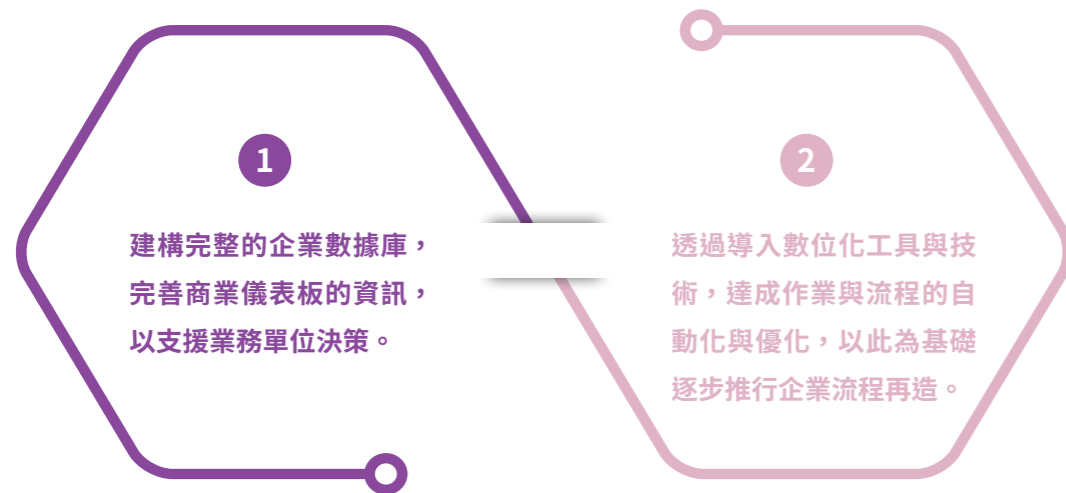 1
建構完整的企業數據庫，
完善商業儀表板的資訊，
以支援業務單位決策。
2
透過導入數位化工具與技
術，達成作業與流程的自
動化與優化，以此為基礎
逐步推行企業流程再造。